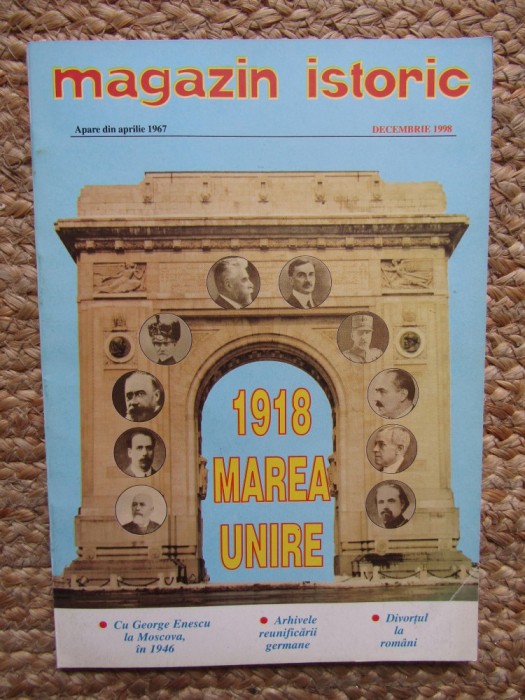 magazin istoric
Apare din aprilie 1967
DECEMBRIE 1998
1918
MAREA
UNIRE
• Cu George Enescu
la Moscova,
în 1946
• Arhivele
reunificării
germane
• Divorțul
la
români